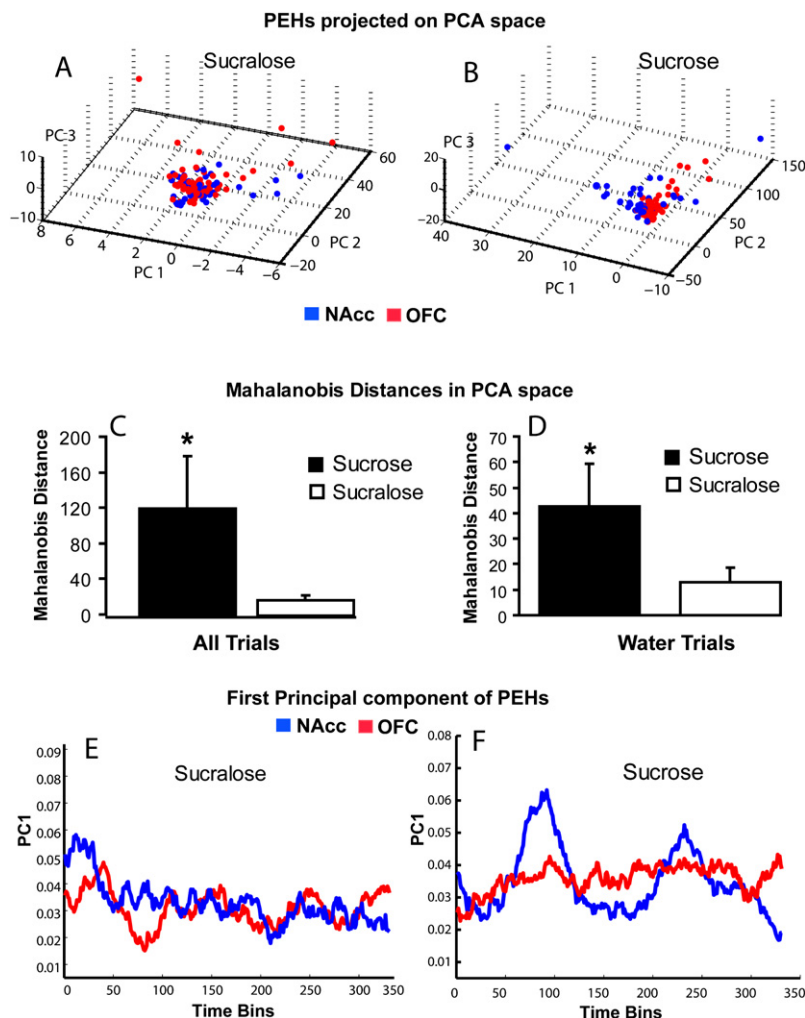 PEHs projected on PCA space
A
Sucralose
PC 3
10
0
−10
8
6
4
2
0
−2
−4
−6
PC 1
60
40
20
0
−20
PC 2
B
Sucrose
PC 3
20
0
−20
40
30
20
10
0
−10
PC 1
150
100
50
0
−50
PC 2
NAcc OFC
Mahalanobis Distances in PCA space
C
Mahalanobis Distance
200
160
120
80
40
0
*
Sucrose
Sucralose
All Trials
D
Mahalanobis Distance
70
60
50
40
30
20
10
0
*
Sucrose
Sucralose
Water Trials
First Principal component of PEHs
NAcc OFC
E
Sucralose
PC1
0.09
0.08
0.07
0.06
0.05
0.04
0.03
0.02
0.01
0 50 100 150 200 250 300 350
Time Bins
F
Sucrose
PC1
0.08
0.07
0.06
0.05
0.04
0.03
0.02
0.01
0 50 100 150 200 250 300 350
Time Bins